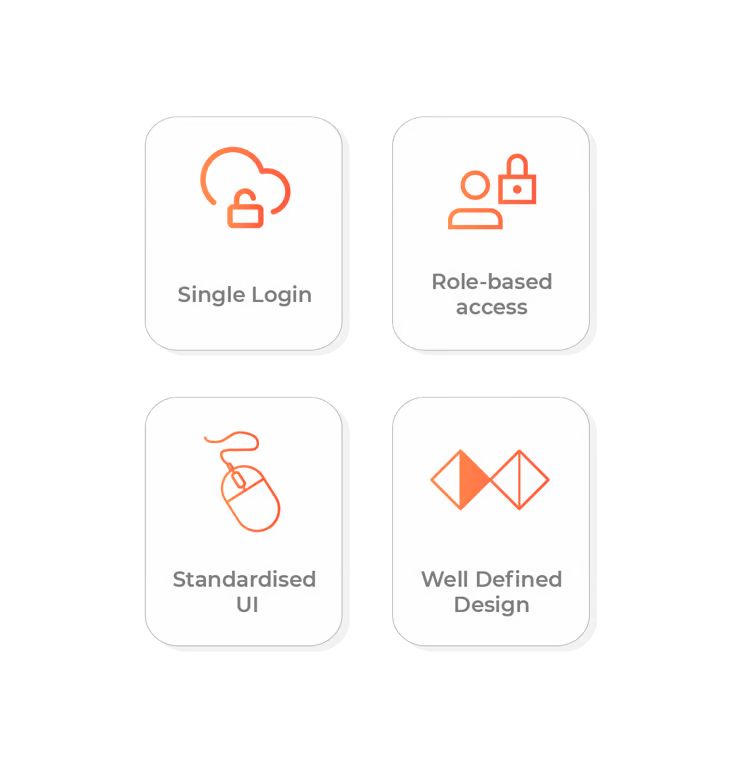 Single Login
Role-based
access
Standardised
UI
Well Defined
Design